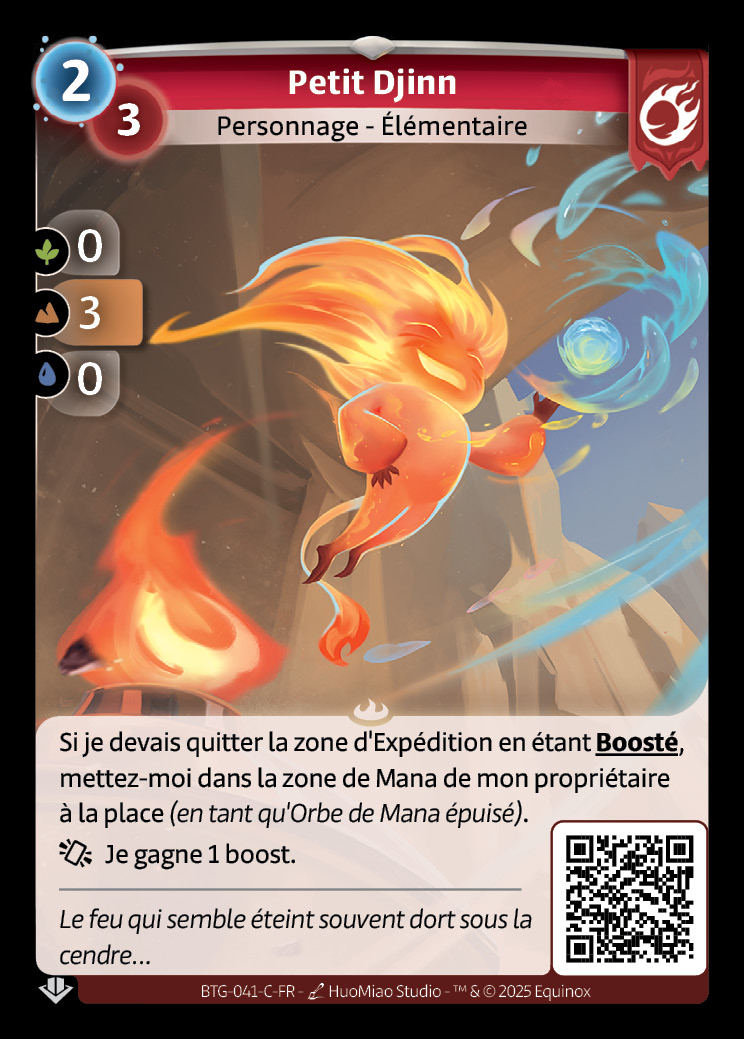 2
Petit Djinn
3
Personnage - Élémentaire
0
3
0
Si je devais quitter la zone d'Expédition en étant Boosté,
mettez-moi dans la zone de Mana de mon propriétaire
à la place (en tant qu'Orbe de Mana épuisé).
Je gagne 1 boost.
Le feu qui semble éteint souvent dort sous la
cendre…
BTG-041-C-FR - HuoMiao Studio - ™ & © 2025 Equinox